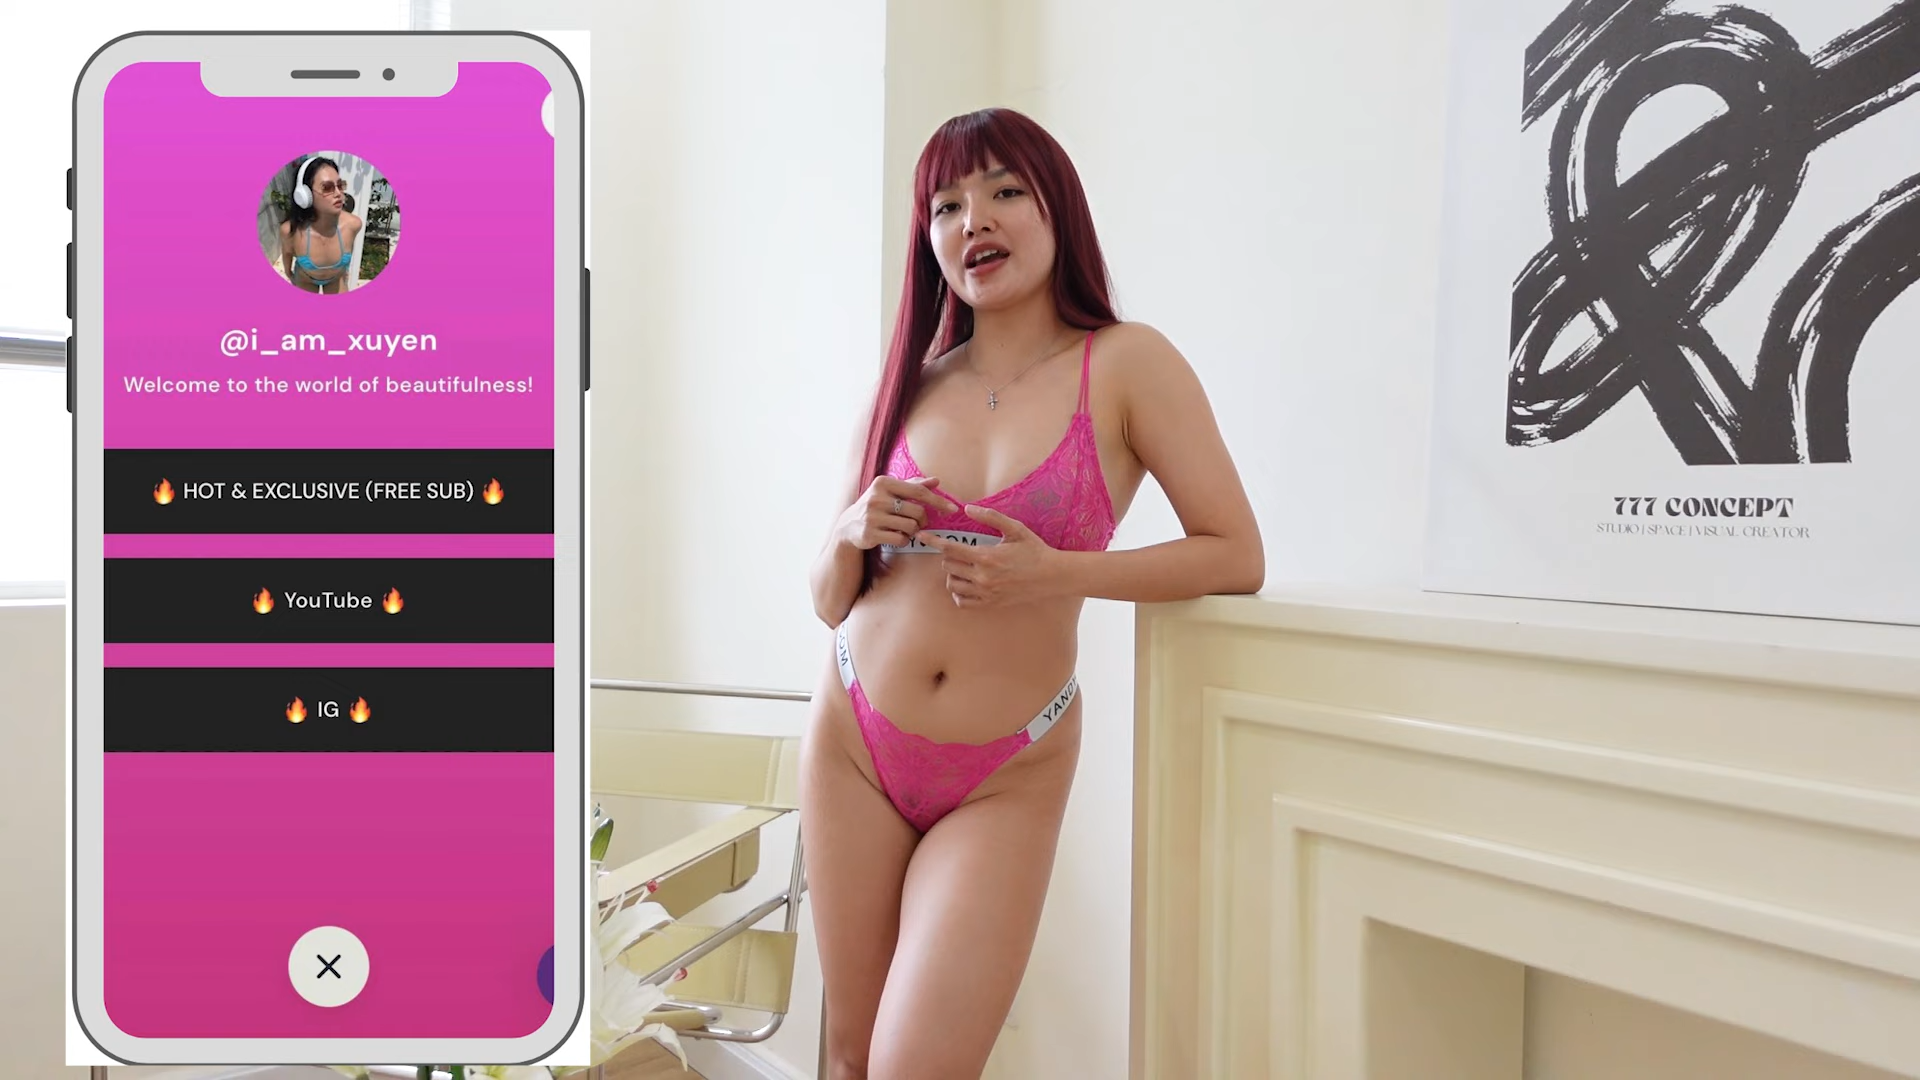 @i_am_xuyen
Welcome to the world of beautifulness!
🔥 HOT & EXCLUSIVE (FREE SUB) 🔥
🔥 YouTube 🔥
🔥 IG 🔥
777 CONCEPT
STUDIO | SPACE | VISUAL CREATOR